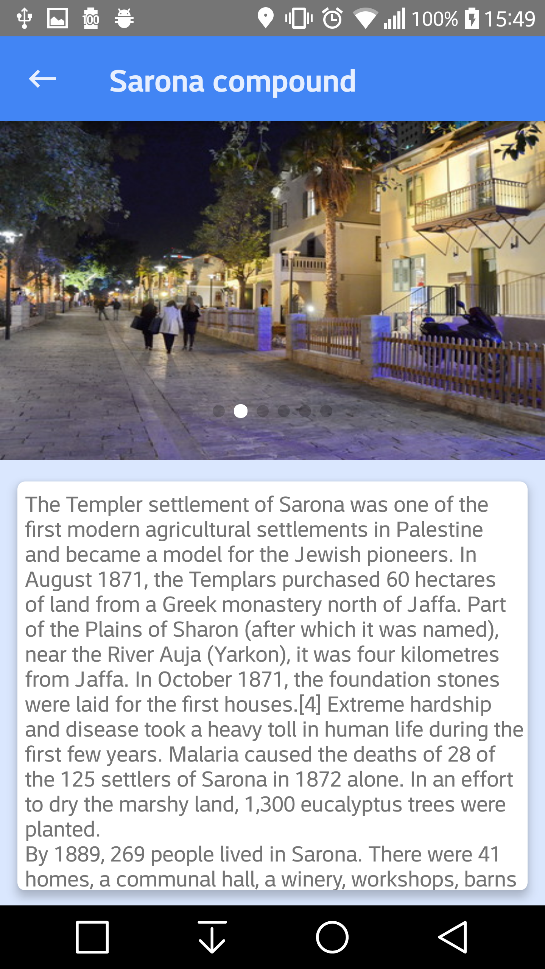 100
100% 15:49
Sarona compound
The Templer settlement of Sarona was one of the
first modern agricultural settlements in Palestine
and became a model for the Jewish pioneers. In
August 1871, the Templars purchased 60 hectares
of land from a Greek monastery north of Jaffa. Part
of the Plains of Sharon (after which it was named),
near the River Auja (Yarkon), it was four kilometres
from Jaffa. In October 1871, the foundation stones
were laid for the first houses.[4] Extreme hardship
and disease took a heavy toll in human life during the
first few years. Malaria caused the deaths of 28 of
the 125 settlers of Sarona in 1872 alone. In an effort
to dry the marshy land, 1,300 eucalyptus trees were
planted.
By 1889, 269 people lived in Sarona. There were 41
homes, a communal hall, a winery, workshops, barns